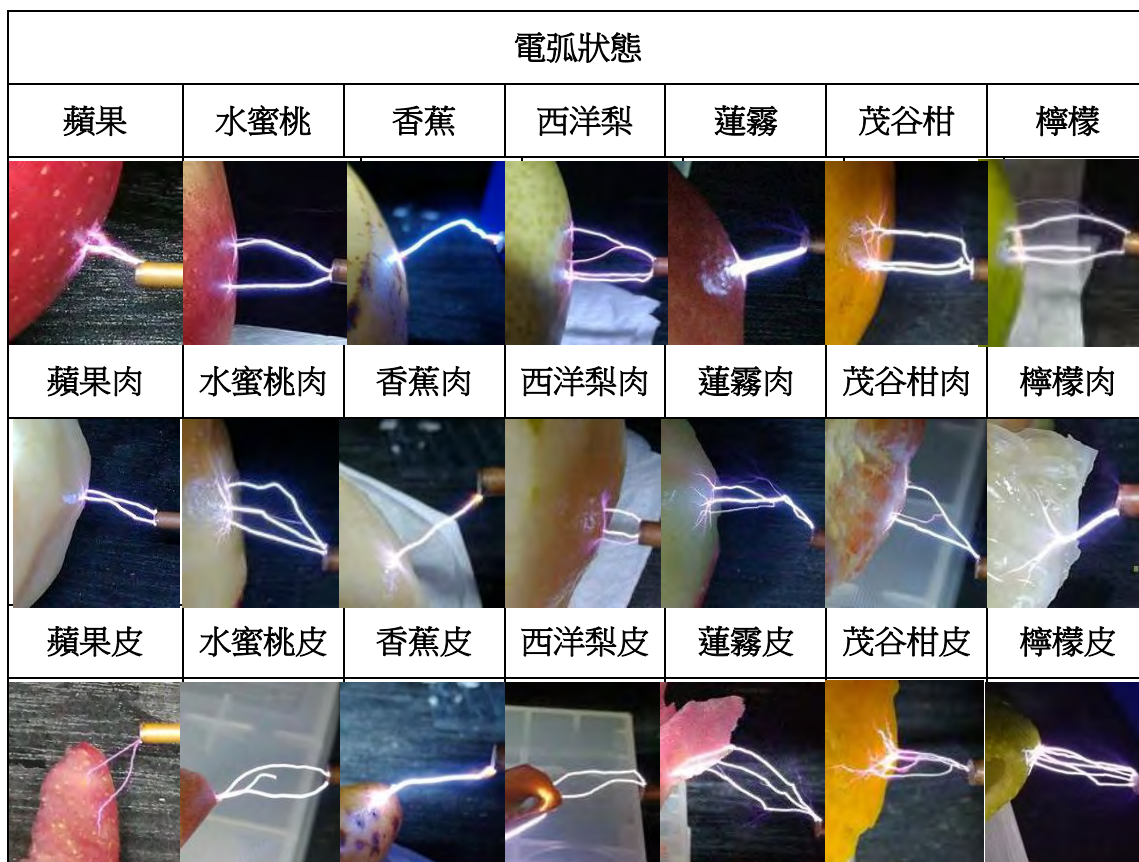 電弧狀態
蘋果 水蜜桃 香蕉 西洋梨 蓮霧 茂谷柑 檸檬
蘋果肉 水蜜桃肉 香蕉肉 西洋梨肉 蓮霧肉 茂谷柑肉 檸檬肉
蘋果皮 水蜜桃皮 香蕉皮 西洋梨皮 蓮霧皮 茂谷柑皮 檸檬皮